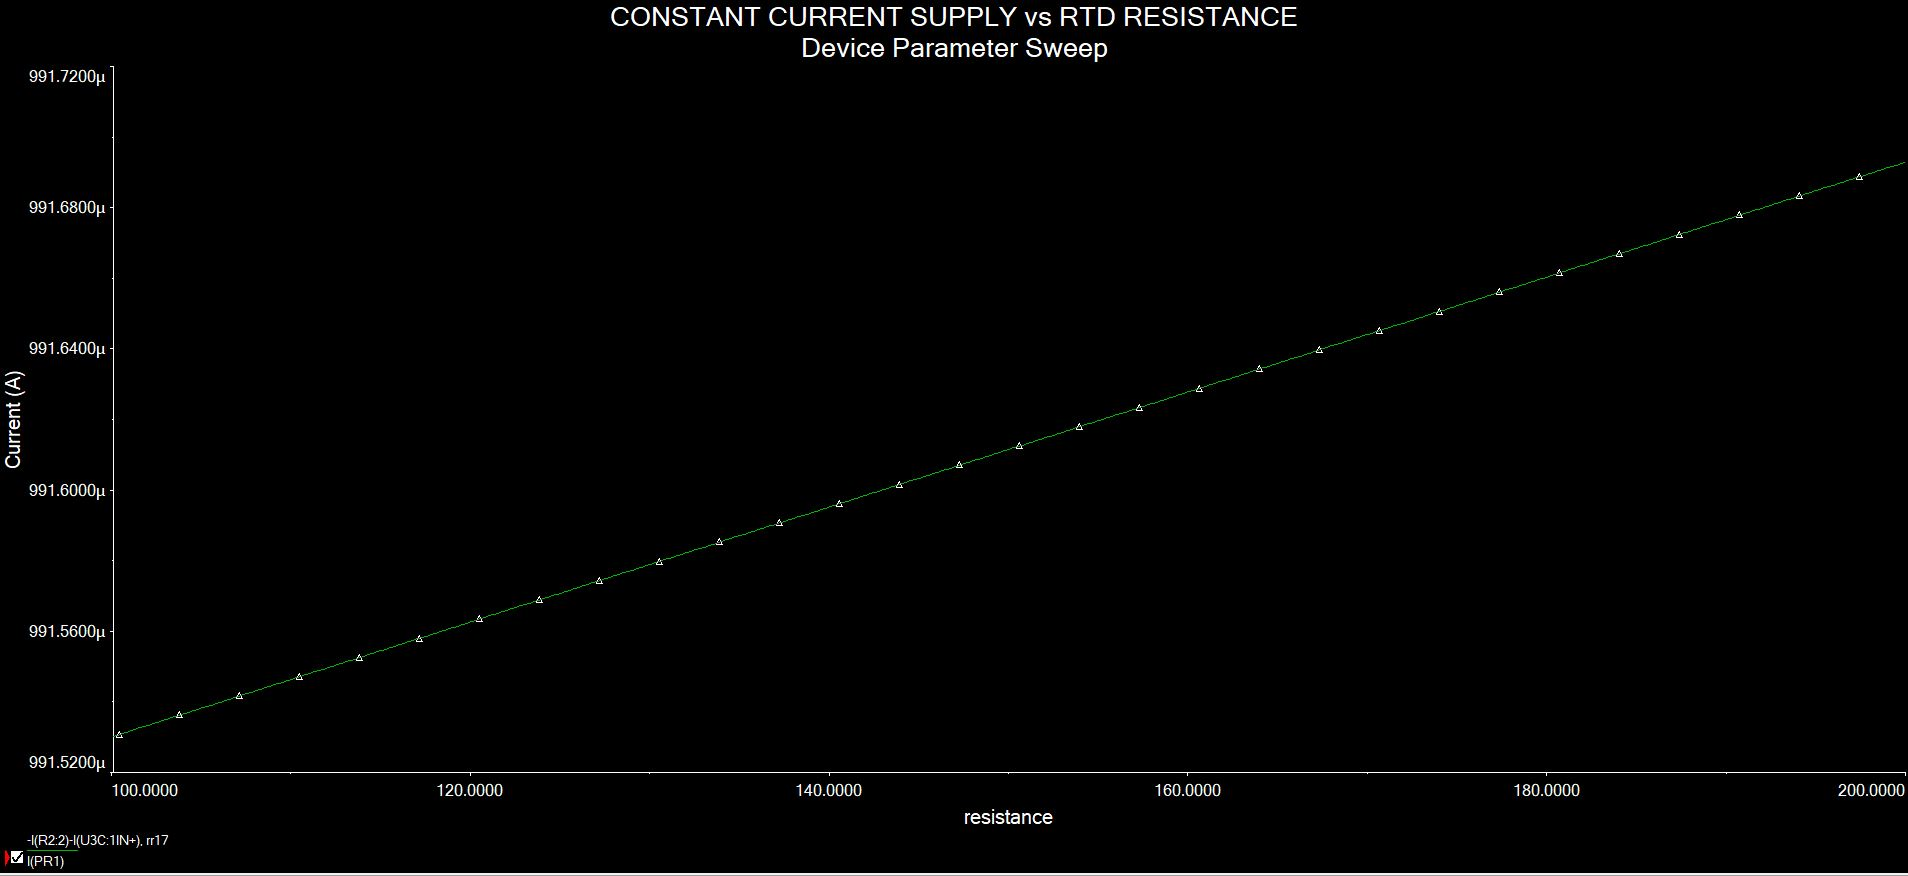 CONSTANT CURRENT SUPPLY vs RTD RESISTANCE
Device Parameter Sweep
991.7200µ
991.6800µ
991.6400µ
991.6000µ
991.5600µ
991.5200µ
Current (A)
100.0000 120.0000 140.0000 160.0000 180.0000 200.0000
resistance
-I(R2:2)-I(U3C:1IN+), rr17
I(PR1)